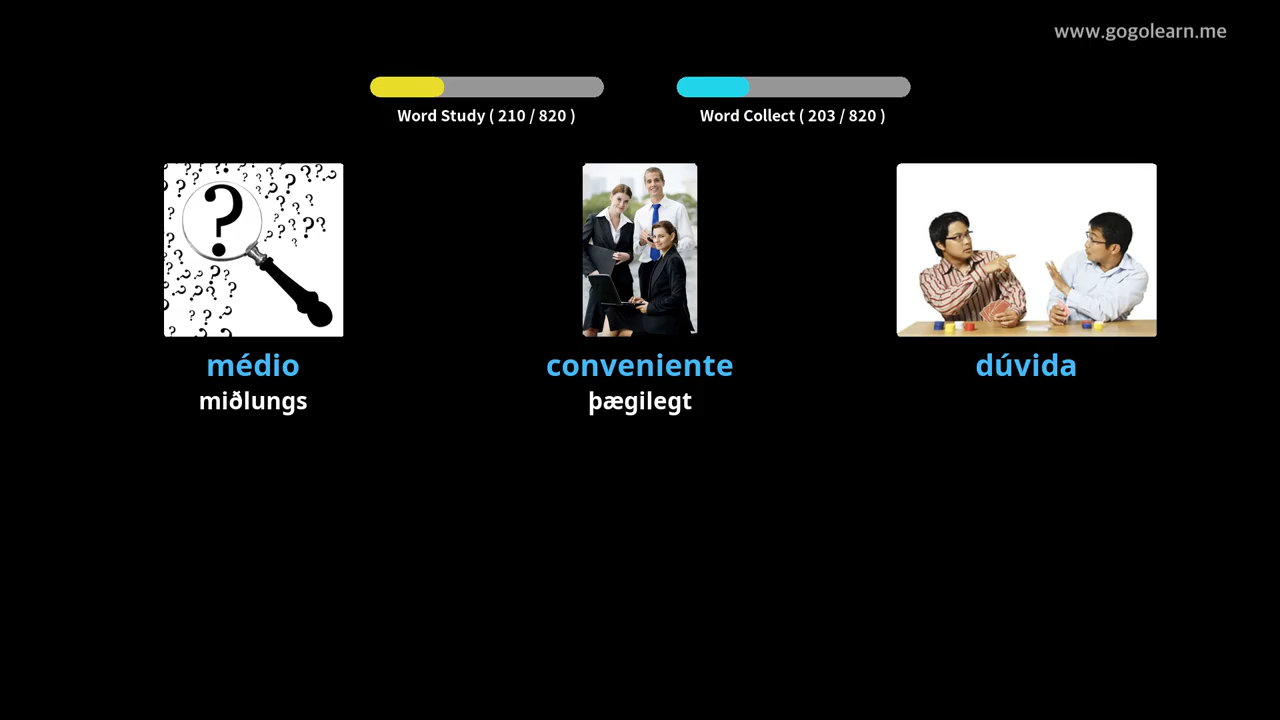 www.gogolearn.me
Word Study ( 210 / 820 )
Word Collect ( 203 / 820 )
médio
conveniente
dúvida
miðlungs
þægilegt